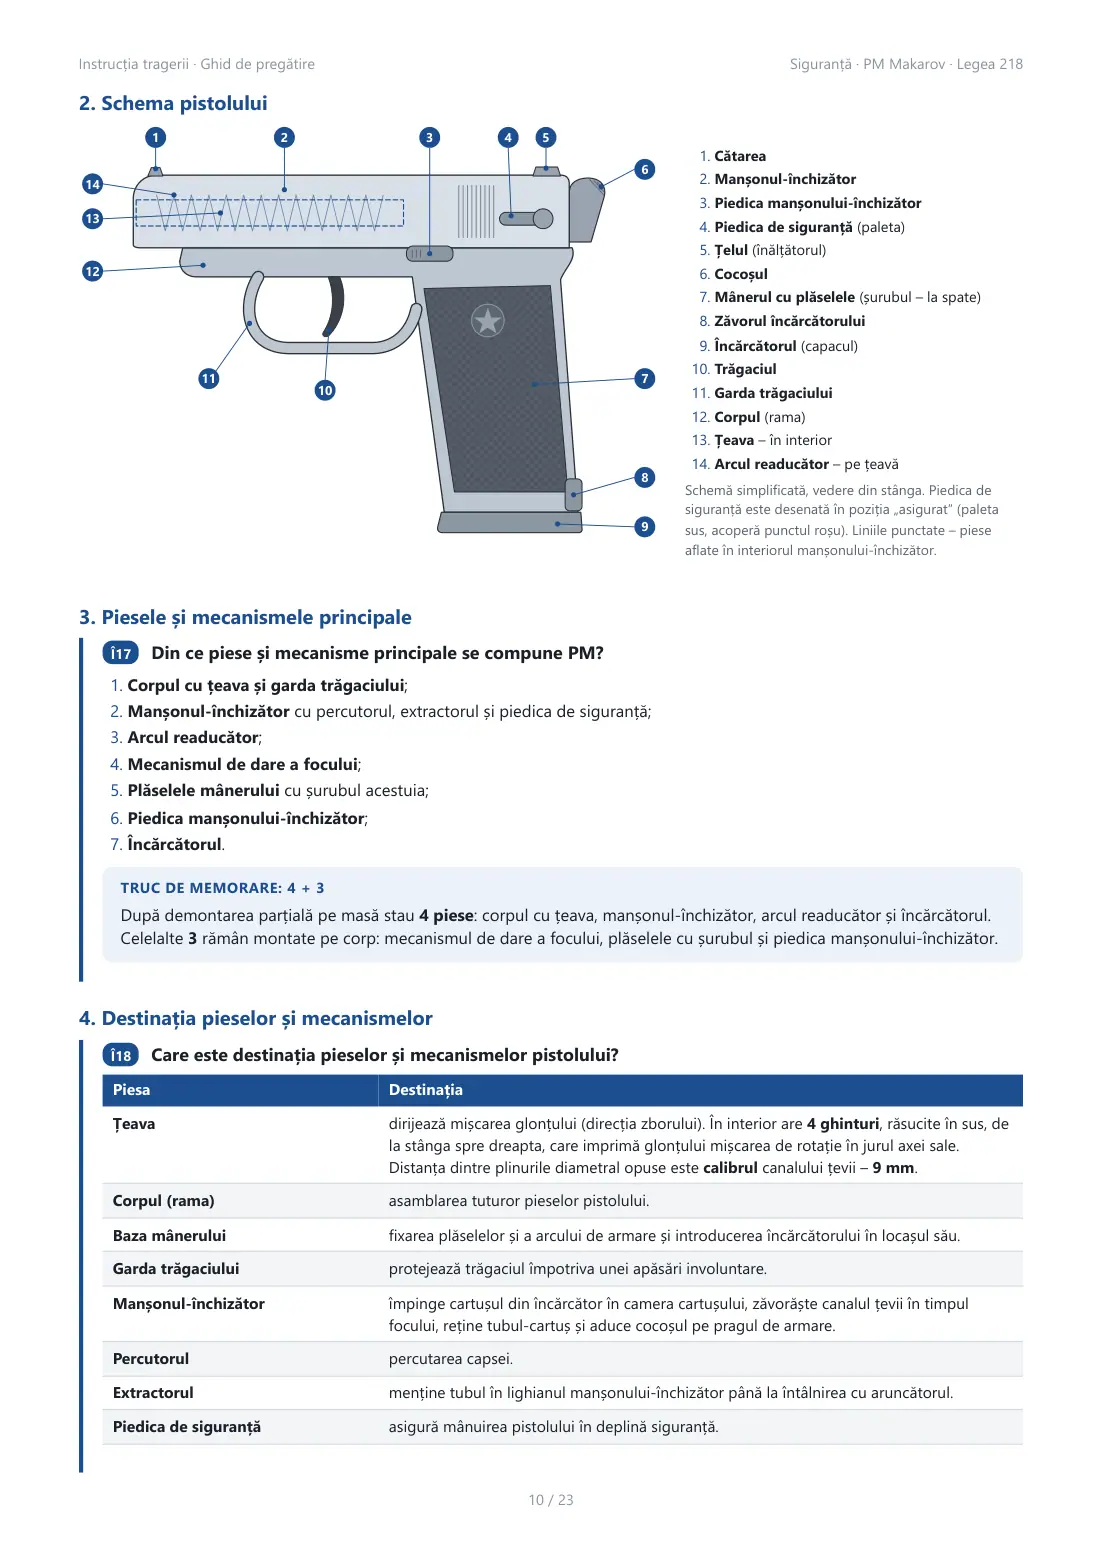 Instrucția tragerii · Ghid de pregătire
Siguranță · PM Makarov · Legea 218
2. Schema pistolului
1
2
3
4
5
6
14
13
12
11
10
7
8
9
1. Cătarea
2. Manșonul-închizător
3. Piedica manșonului-închizător
4. Piedica de siguranță (paleta)
5. Țelul (înălțătorul)
6. Cocoșul
7. Mânerul cu plăselele (șurubul – la spate)
8. Zăvorul încărcătorului
9. Încărcătorul (capacul)
10. Trăgaciul
11. Garda trăgaciului
12. Corpul (rama)
13. Țeava – în interior
14. Arcul readucător – pe țeavă
Schemă simplificată, vedere din stânga. Piedica de
siguranță este desenată în poziția „asigurat” (paleta
sus, acoperă punctul roșu). Liniile punctate – piese
aflate în interiorul manșonului-închizător.
3. Piesele și mecanismele principale
Î17 Din ce piese și mecanisme principale se compune PM?
1. Corpul cu țeava și garda trăgaciului;
2. Manșonul-închizător cu percutorul, extractorul și piedica de siguranță;
3. Arcul readucător;
4. Mecanismul de dare a focului;
5. Plăselele mânerului cu șurubul acestuia;
6. Piedica manșonului-închizător;
7. Încărcătorul.
TRUC DE MEMORARE: 4 + 3
După demontarea parțială pe masă stau 4 piese: corpul cu țeava, manșonul-închizător, arcul readucător și încărcătorul.
Celelalte 3 rămân montate pe corp: mecanismul de dare a focului, plăselele cu șurubul și piedica manșonului-închizător.
4. Destinația pieselor și mecanismelor
Î18 Care este destinația pieselor și mecanismelor pistolului?
Piesa Destinația
Țeava dirijează mișcarea glonțului (direcția zborului). În interior are 4 ghinturi, răsucite în sus, de
la stânga spre dreapta, care imprimă glonțului mișcarea de rotație în jurul axei sale.
Distanța dintre plinurile diametral opuse este calibrul canalului țevii – 9 mm.
Corpul (rama) asamblarea tuturor pieselor pistolului.
Baza mânerului fixarea plăselelor și a arcului de armare și introducerea încărcătorului în locașul său.
Garda trăgaciului protejează trăgaciul împotriva unei apăsări involuntare.
Manșonul-închizător împinge cartușul din încărcător în camera cartușului, zăvorăște canalul țevii în timpul
focului, reține tubul-cartuș și aduce cocoșul pe pragul de armare.
Percutorul percutarea capsei.
Extractorul menține tubul în lighianul manșonului-închizător până la întâlnirea cu aruncătorul.
Piedica de siguranță asigură mânuirea pistolului în deplină siguranță.
10 / 23